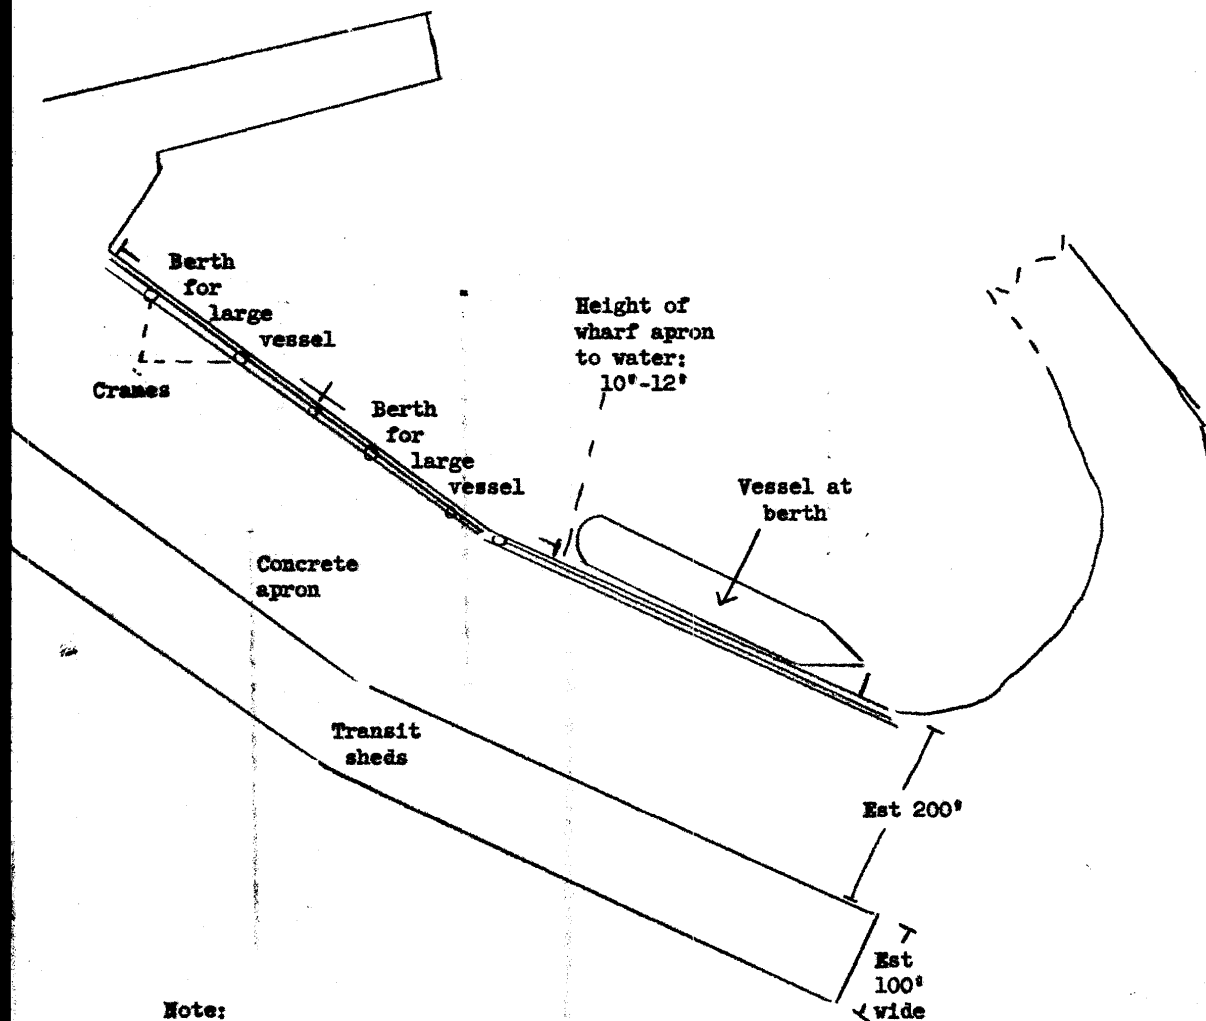 Berth
for
large
vessel
Cranes
Height of
wharf apron
to water:
10'-12'
Berth
for
large
vessel
Vessel at
berth
Concrete
apron
Transit
sheds
Est 200'
Est
100'
wide
Note: